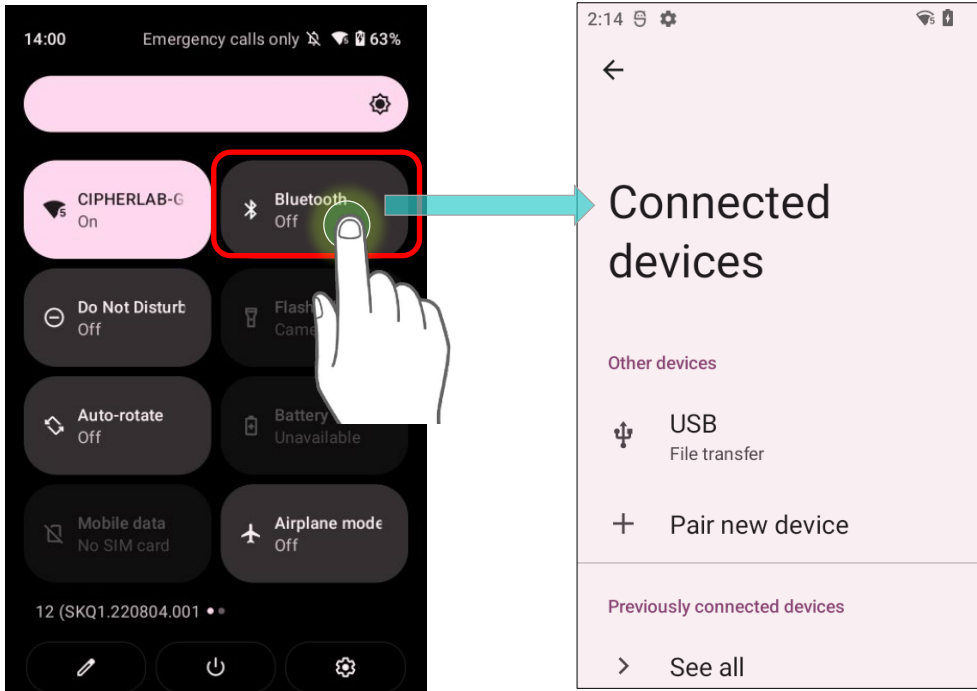 14:00 Emergency calls only 63%
CIPHERLAB-G
On
Bluetooth
Off
Do Not Disturb
Off
Flash
Came
Auto-rotate
Off
Battery
Unavailable
Mobile data
No SIM card
Airplane mode
Off
12 (SKQ1.220804.001
2:14
Connected
devices
Other devices
USB
File transfer
Pair new device
Previously connected devices
See all